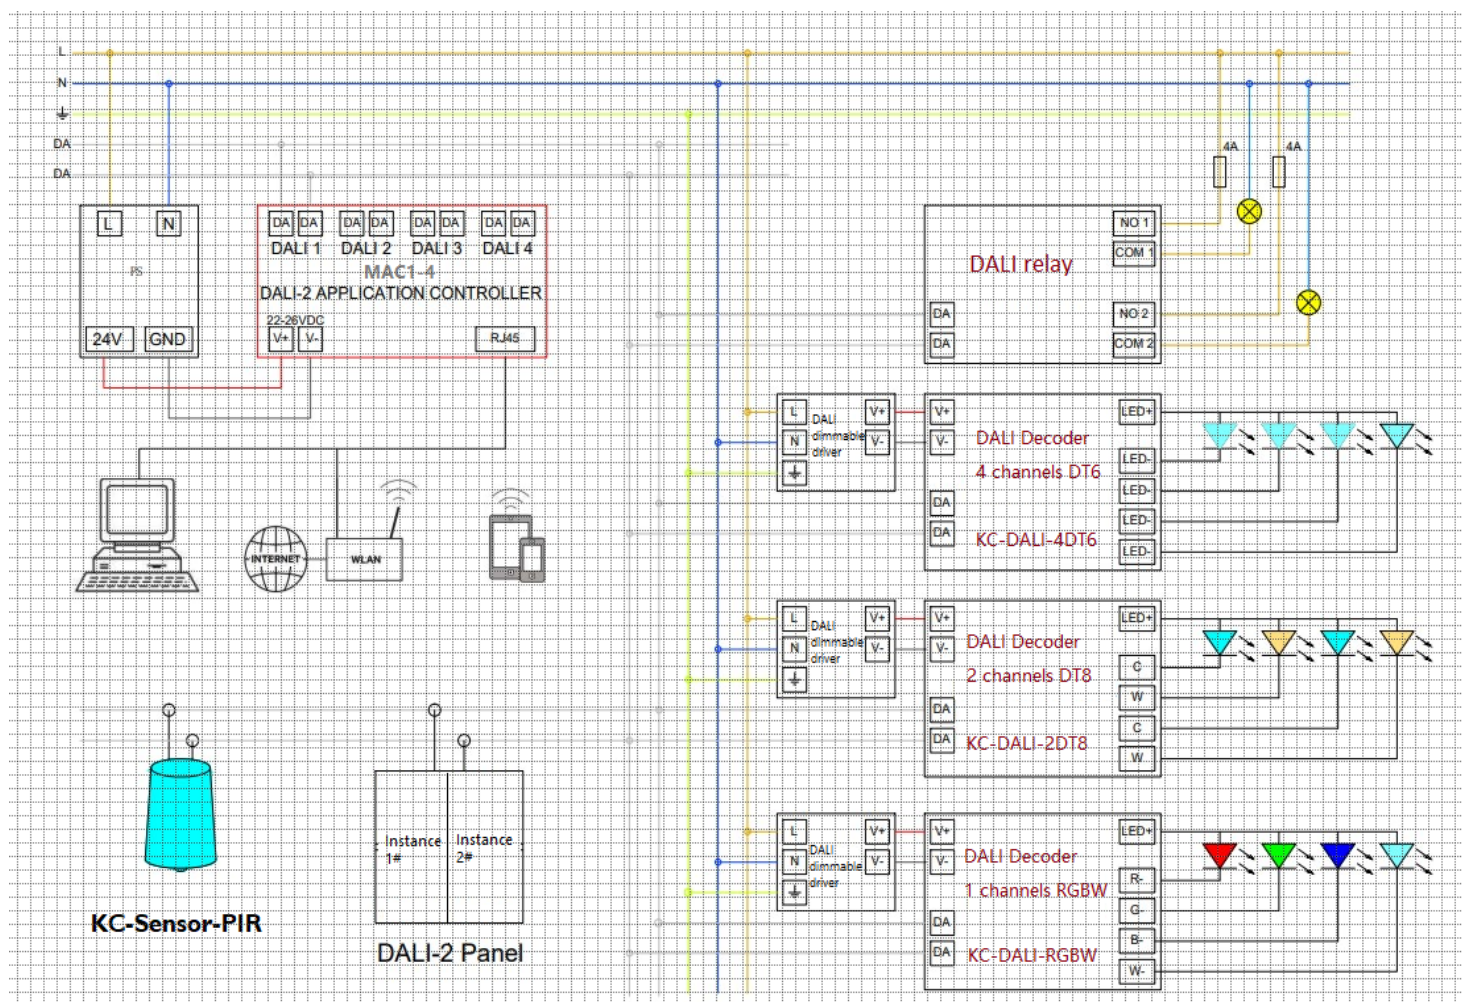 L
N
DA
DA
4A
4A
L
N
PS
24V
GND
DA
DA
DA
DA
DA
DA
DA
DA
DALI 1
DALI 2
DALI 3
DALI 4
MAC1-4
DALI-2 APPLICATION CONTROLLER
22-26VDC
V+
V-
RJ45
DALI relay
NO 1
COM 1
NO 2
COM 2
DA
DA
INTERNET
WLAN
L
N
DALI
dimmable
driver
V+
V-
V+
V-
DALI Decoder
4 channels DT6
KC-DALI-4DT6
DA
DA
LED+
LED-
LED-
LED-
LED-
L
N
DALI
dimmable
driver
V+
V-
V+
V-
DALI Decoder
2 channels DT8
KC-DALI-2DT8
DA
DA
LED+
C
W
C
W
KC-Sensor-PIR
Instance
1#
Instance
2#
DALI-2 Panel
L
N
DALI
dimmable
driver
V+
V-
V+
V-
DALI Decoder
1 channels RGBW
KC-DALI-RGBW
DA
DA
LED+
R-
G-
B-
W-